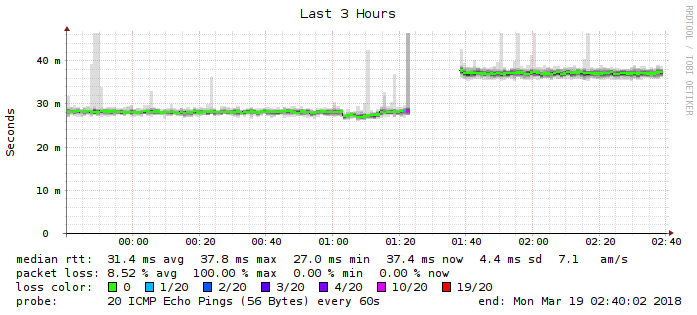 Last 3 Hours
RRDTOOL / TOBI OETIKER
Seconds
40 m
30 m
20 m
10 m
0
00:00 00:20 00:40 01:00 01:20 01:40 02:00 02:20 02:40
median rtt: 31.4 ms avg 37.8 ms max 27.0 ms min 37.4 ms now 4.4 ms sd 7.1 am/s
packet loss: 8.52 % avg 100.00 % max 0.00 % min 0.00 % now
loss color: 0 1/20 2/20 3/20 4/20 10/20 19/20
probe: 20 ICMP Echo Pings (56 Bytes) every 60s end: Mon Mar 19 02:40:02 2018